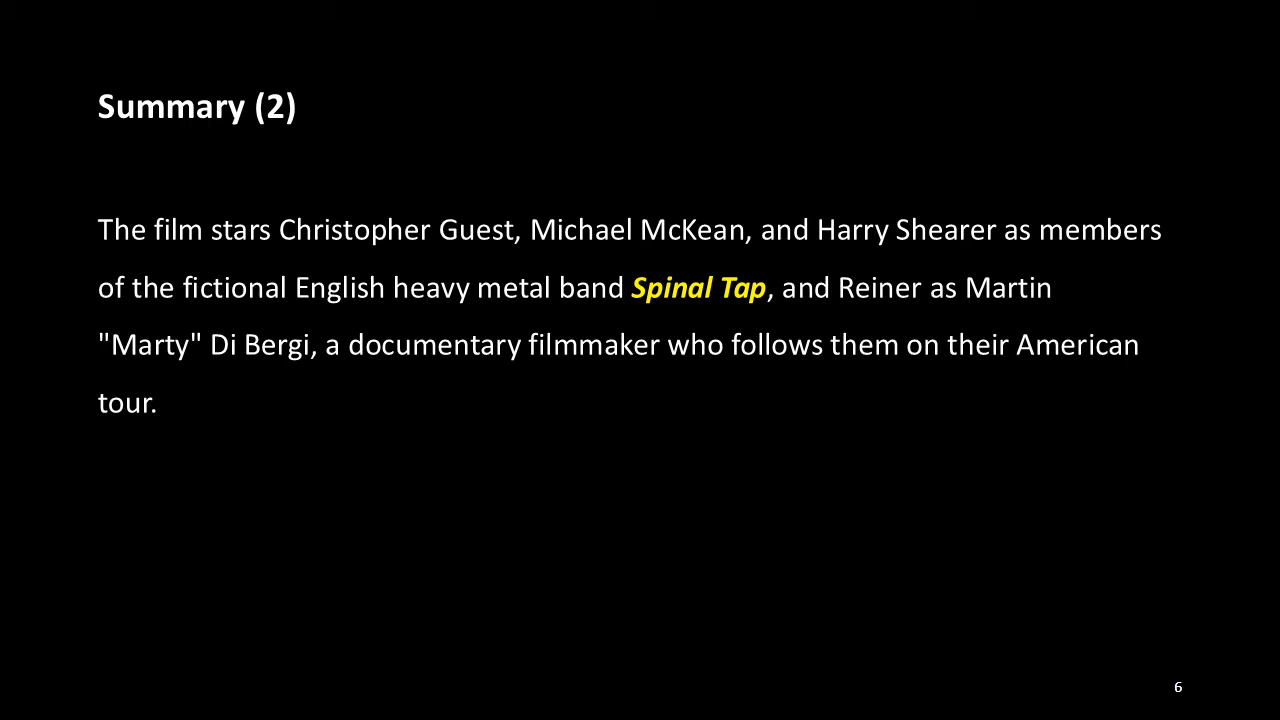 Summary (2)
The film stars Christopher Guest, Michael McKean, and Harry Shearer as members
of the fictional English heavy metal band Spinal Tap, and Reiner as Martin
"Marty" Di Bergi, a documentary filmmaker who follows them on their American
tour.
6